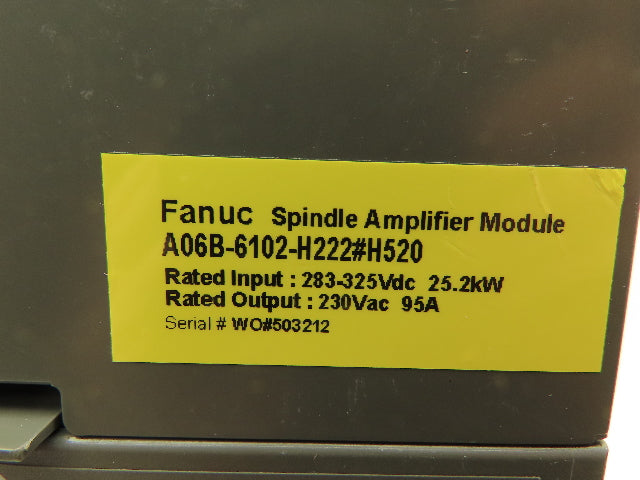 Fanuc Spindle Amplifier Module
A06B-6102-H222#H520
Rated Input : 283-325Vdc 25.2kW
Rated Output : 230Vac 95A
Serial # WO#503212